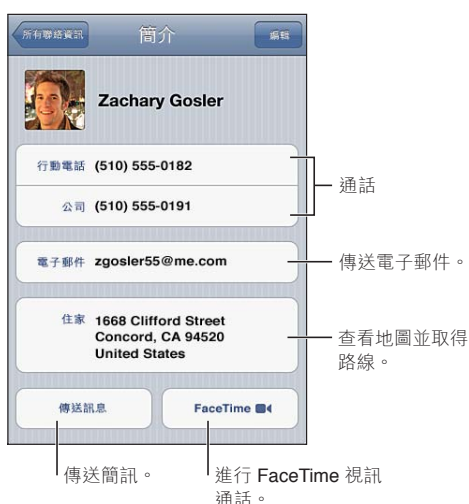 所有聯絡資訊 簡介 編輯
Zachary Gosler
行動電話 (510) 555-0182
公司 (510) 555-0191
通話
電子郵件 zgosler55@me.com
傳送電子郵件。
住家 1668 Clifford Street
Concord, CA 94520
United States
查看地圖並取得
路線。
傳送訊息 FaceTime
傳送簡訊。
進行 FaceTime 視訊
通話。